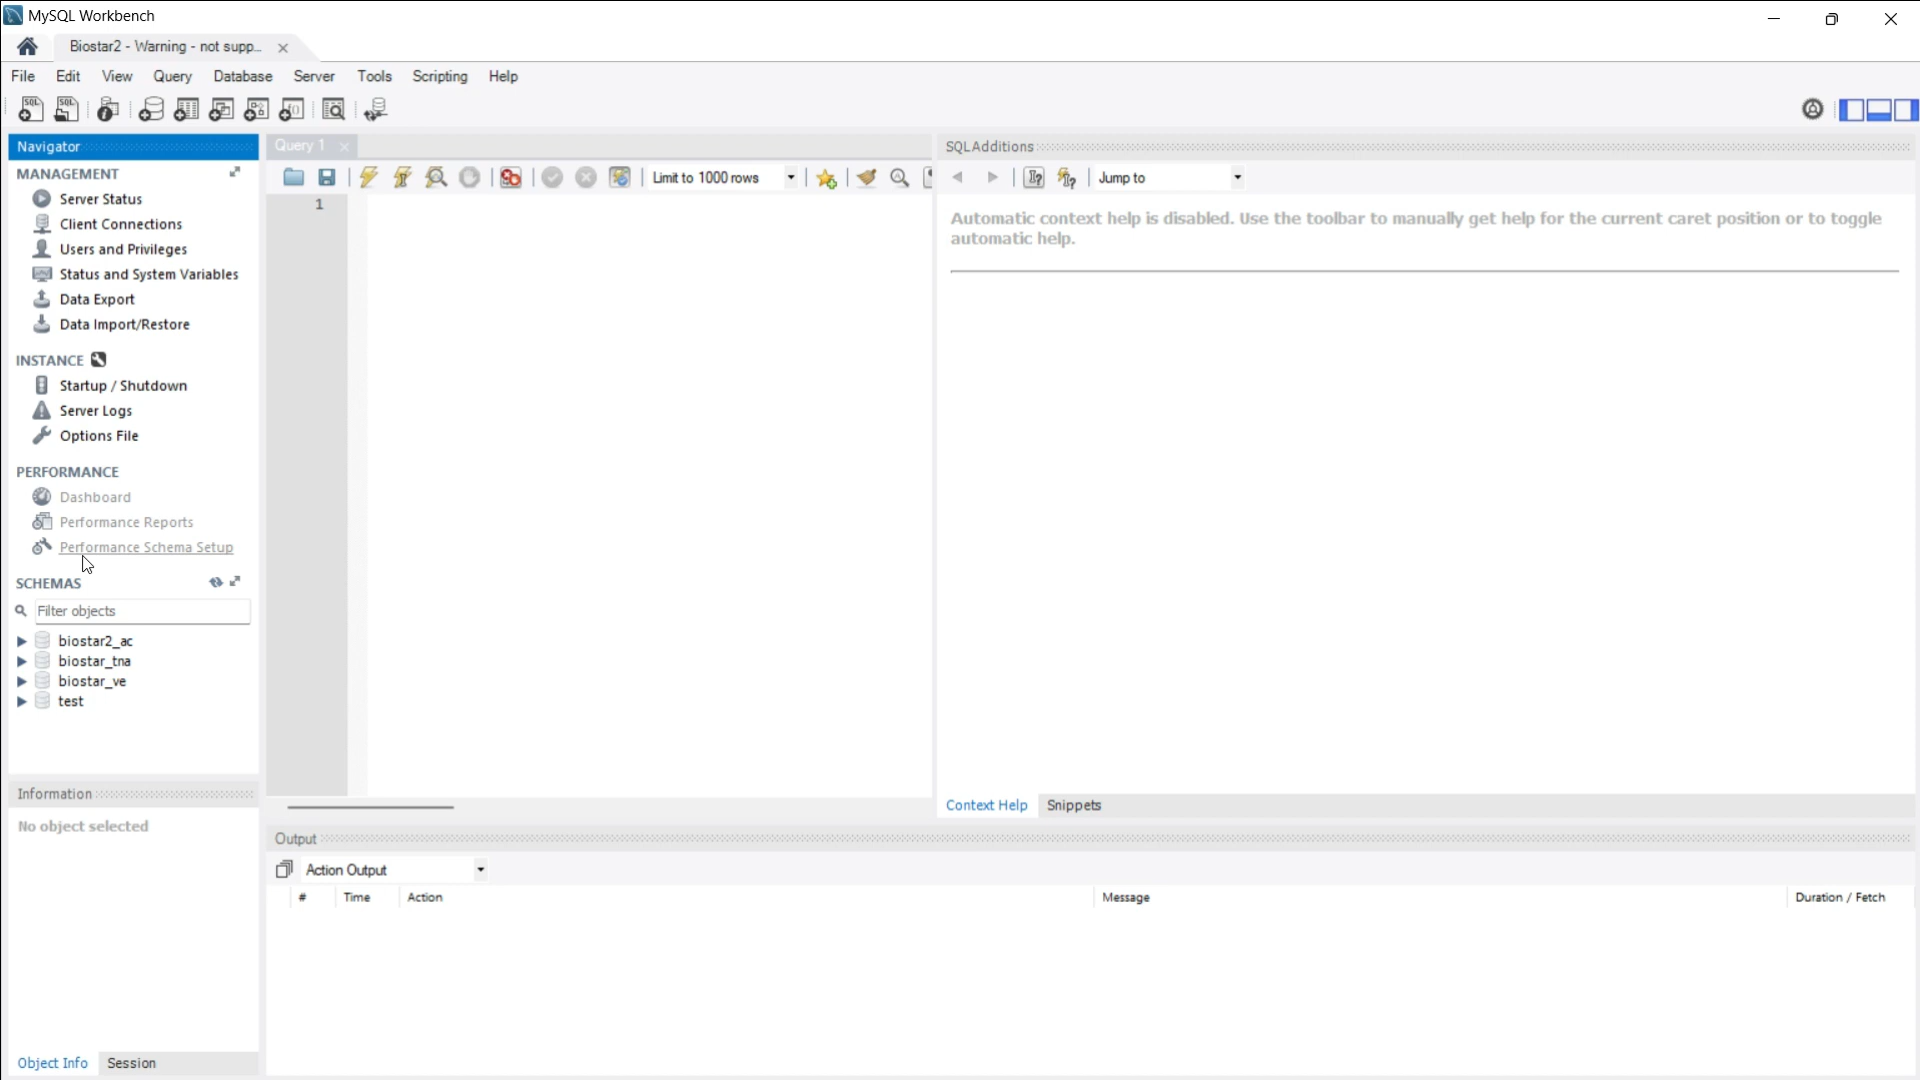 MySQL Workbench
Biostar2 - Warning - not supp...
File Edit View Query Database Server Tools Scripting Help
Navigator
MANAGEMENT
Server Status
Client Connections
Users and Privileges
Status and System Variables
Data Export
Data Import/Restore
INSTANCE
Startup / Shutdown
Server Logs
Options File
PERFORMANCE
Dashboard
Performance Reports
Performance Schema Setup
SCHEMAS
Filter objects
biostar2_ac
biostar_tna
biostar_ve
test
Information
No object selected
Object Info Session
Query 1
Limit to 1000 rows
1
SQLAdditions
Jump to
Automatic context help is disabled. Use the toolbar to manually get help for the current caret position or to toggle
automatic help.
Context Help Snippets
Output
Action Output
# Time Action Message Duration / Fetch